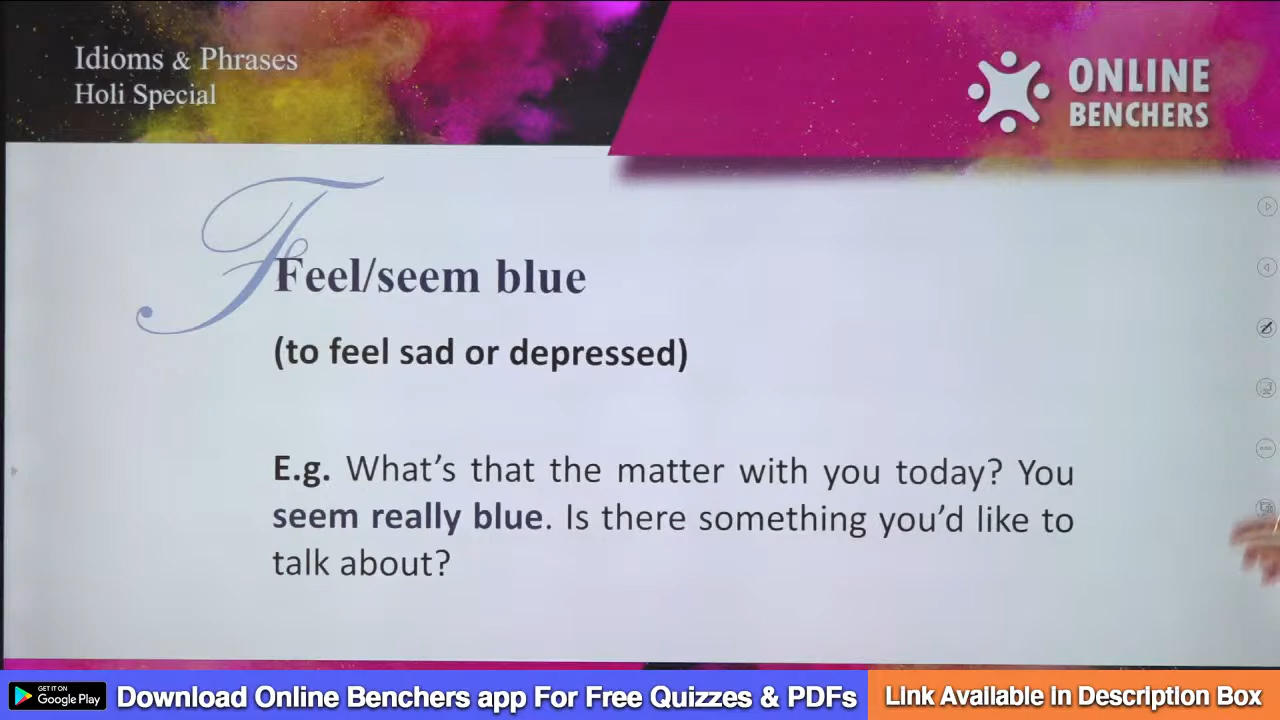 Idioms & Phrases
Holi Special
ONLINE
BENCHERS
Feel/seem blue
(to feel sad or depressed)
E.g. What's that the matter with you today? You
seem really blue. Is there something you'd like to
talk about?
GET IT ON
Google Play
Download Online Benchers app For Free Quizzes & PDFs
Link Available In Description Box